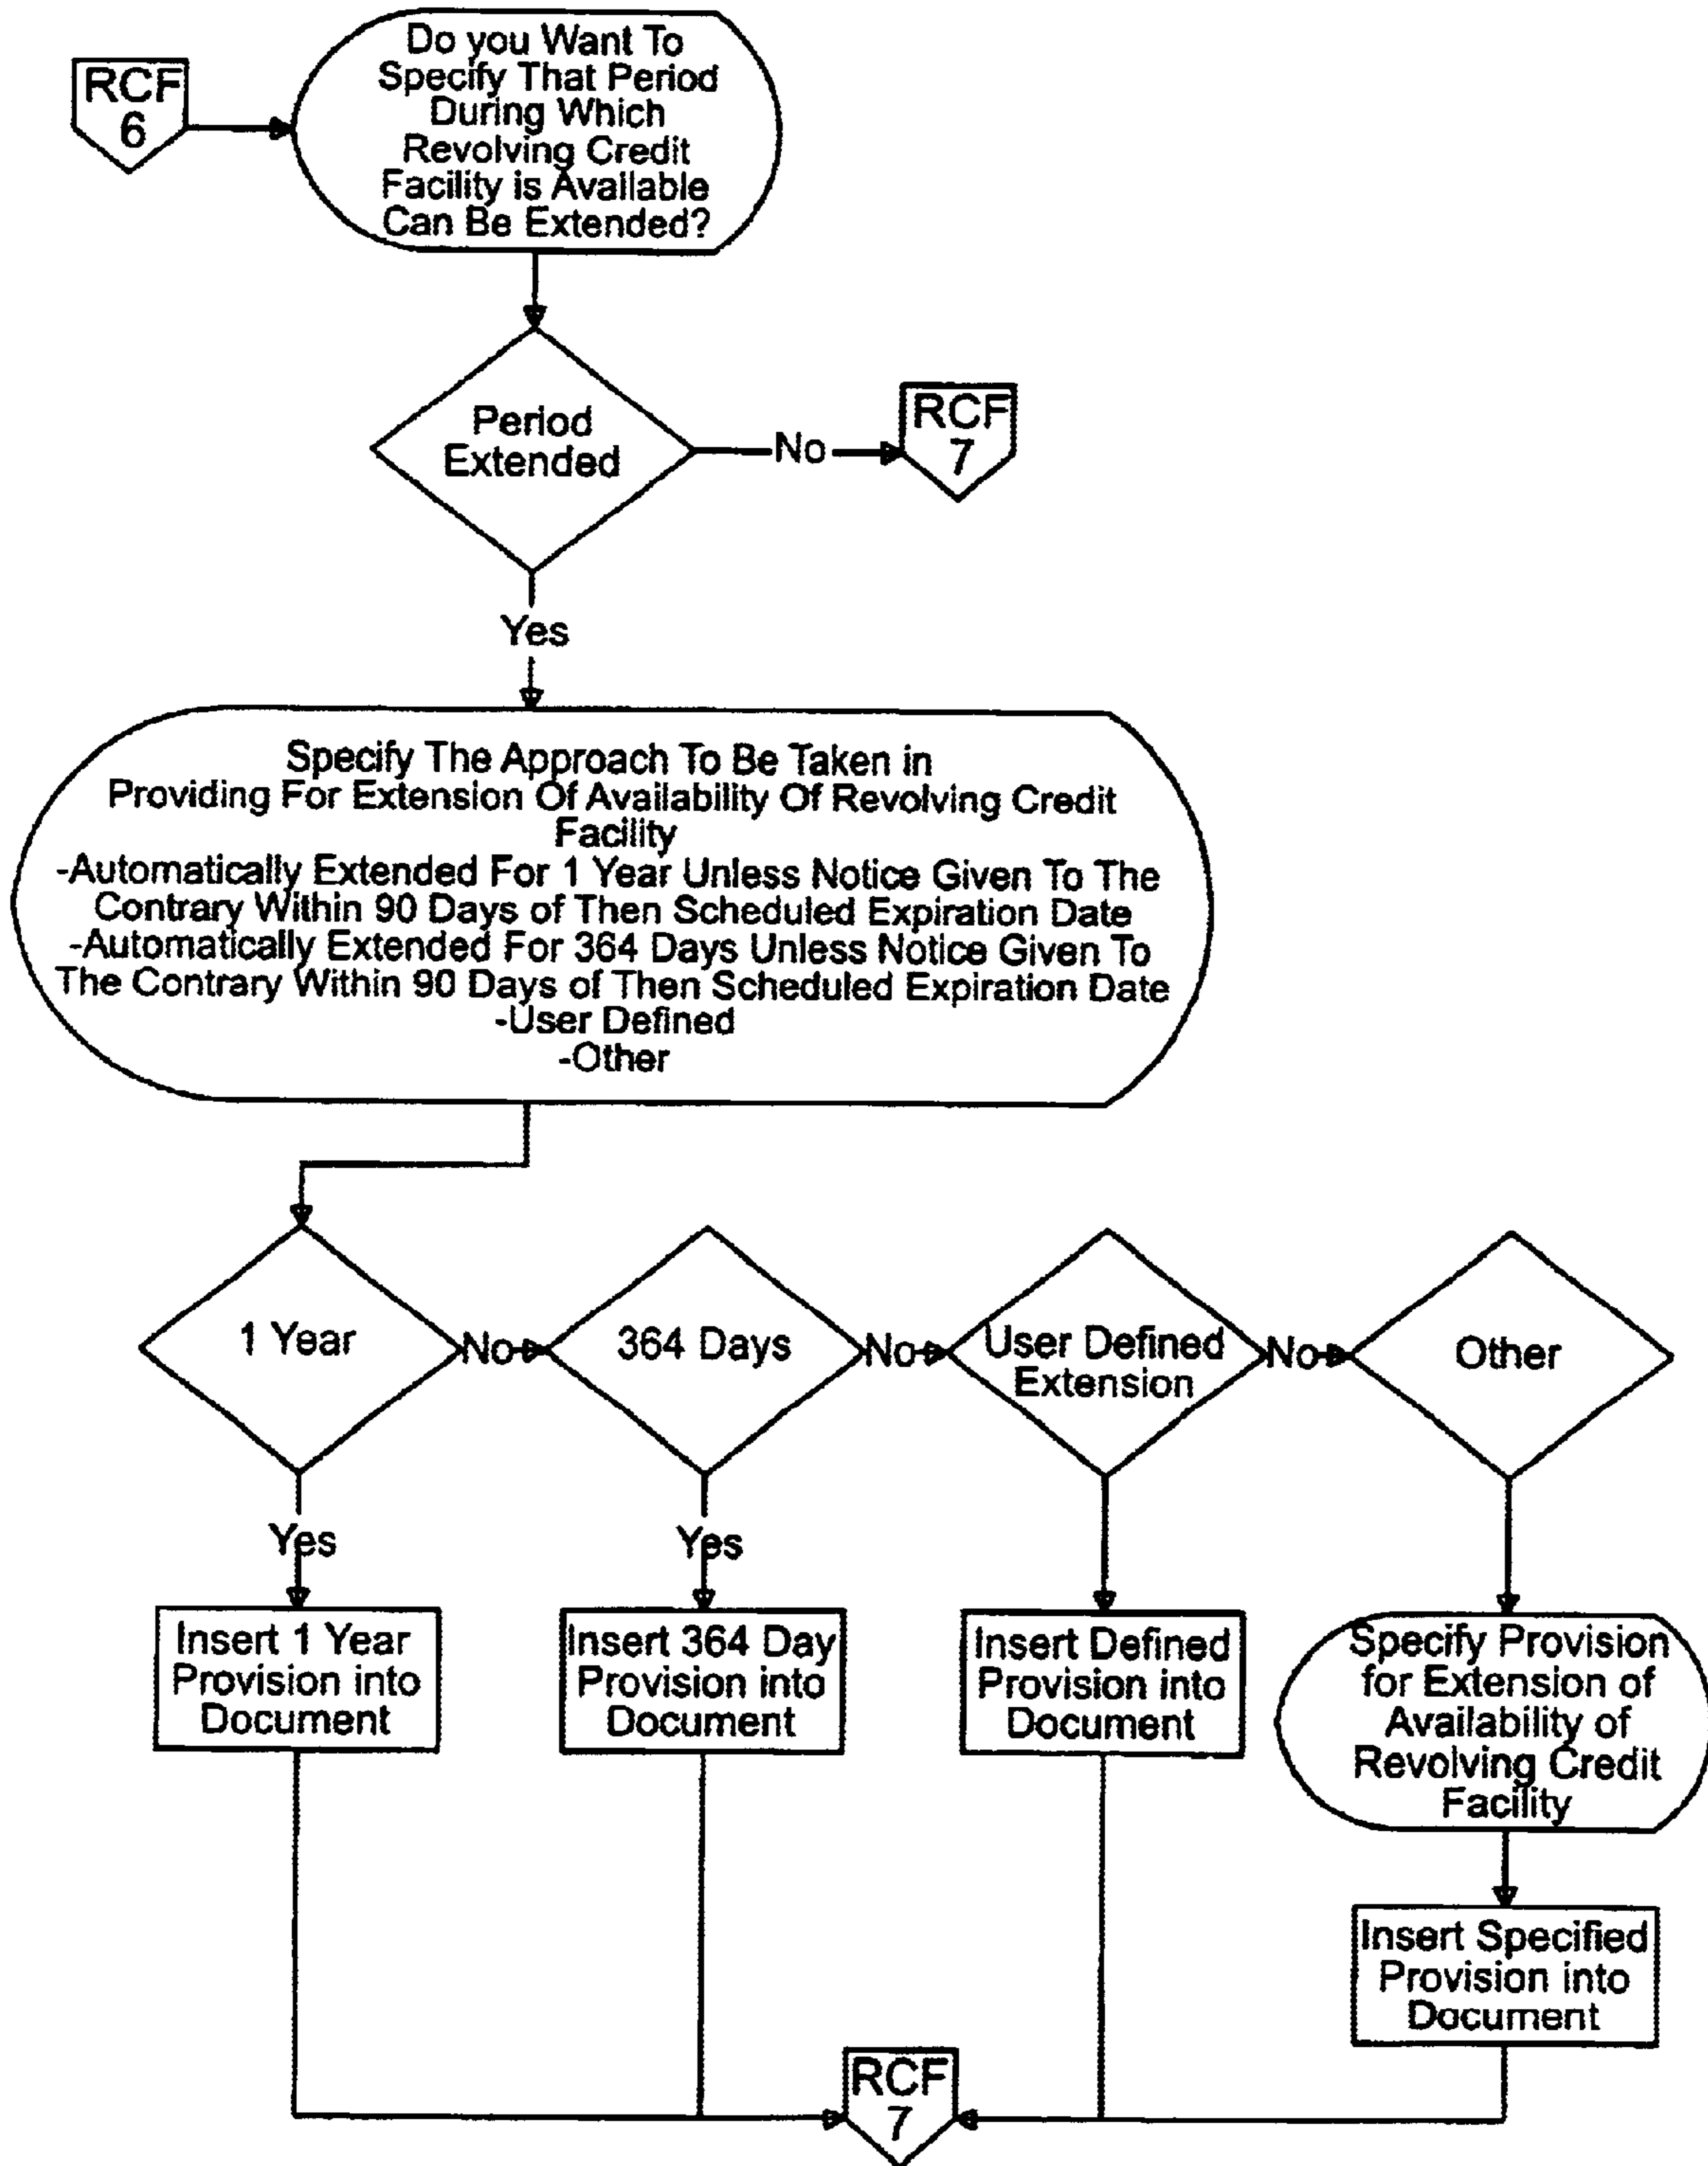 RCF
6
Do you Want To
Specify That Period
During Which
Revolving Credit
Facility is Available
Can Be Extended?
Period
Extended
No
RCF
7
Yes
Specify The Approach To Be Taken in
Providing For Extension Of Availability Of Revolving Credit
Facility
-Automatically Extended For 1 Year Unless Notice Given To The
Contrary Within 90 Days of Then Scheduled Expiration Date
-Automatically Extended For 364 Days Unless Notice Given To
The Contrary Within 90 Days of Then Scheduled Expiration Date
-User Defined
-Other
1 Year
No
364 Days
No
User Defined
Extension
No
Other
Yes
Yes
Insert 1 Year
Provision into
Document
Insert 364 Day
Provision into
Document
Insert Defined
Provision into
Document
Specify Provision
for Extension of
Availability of
Revolving Credit
Facility
Insert Specified
Provision into
Document
RCF
7